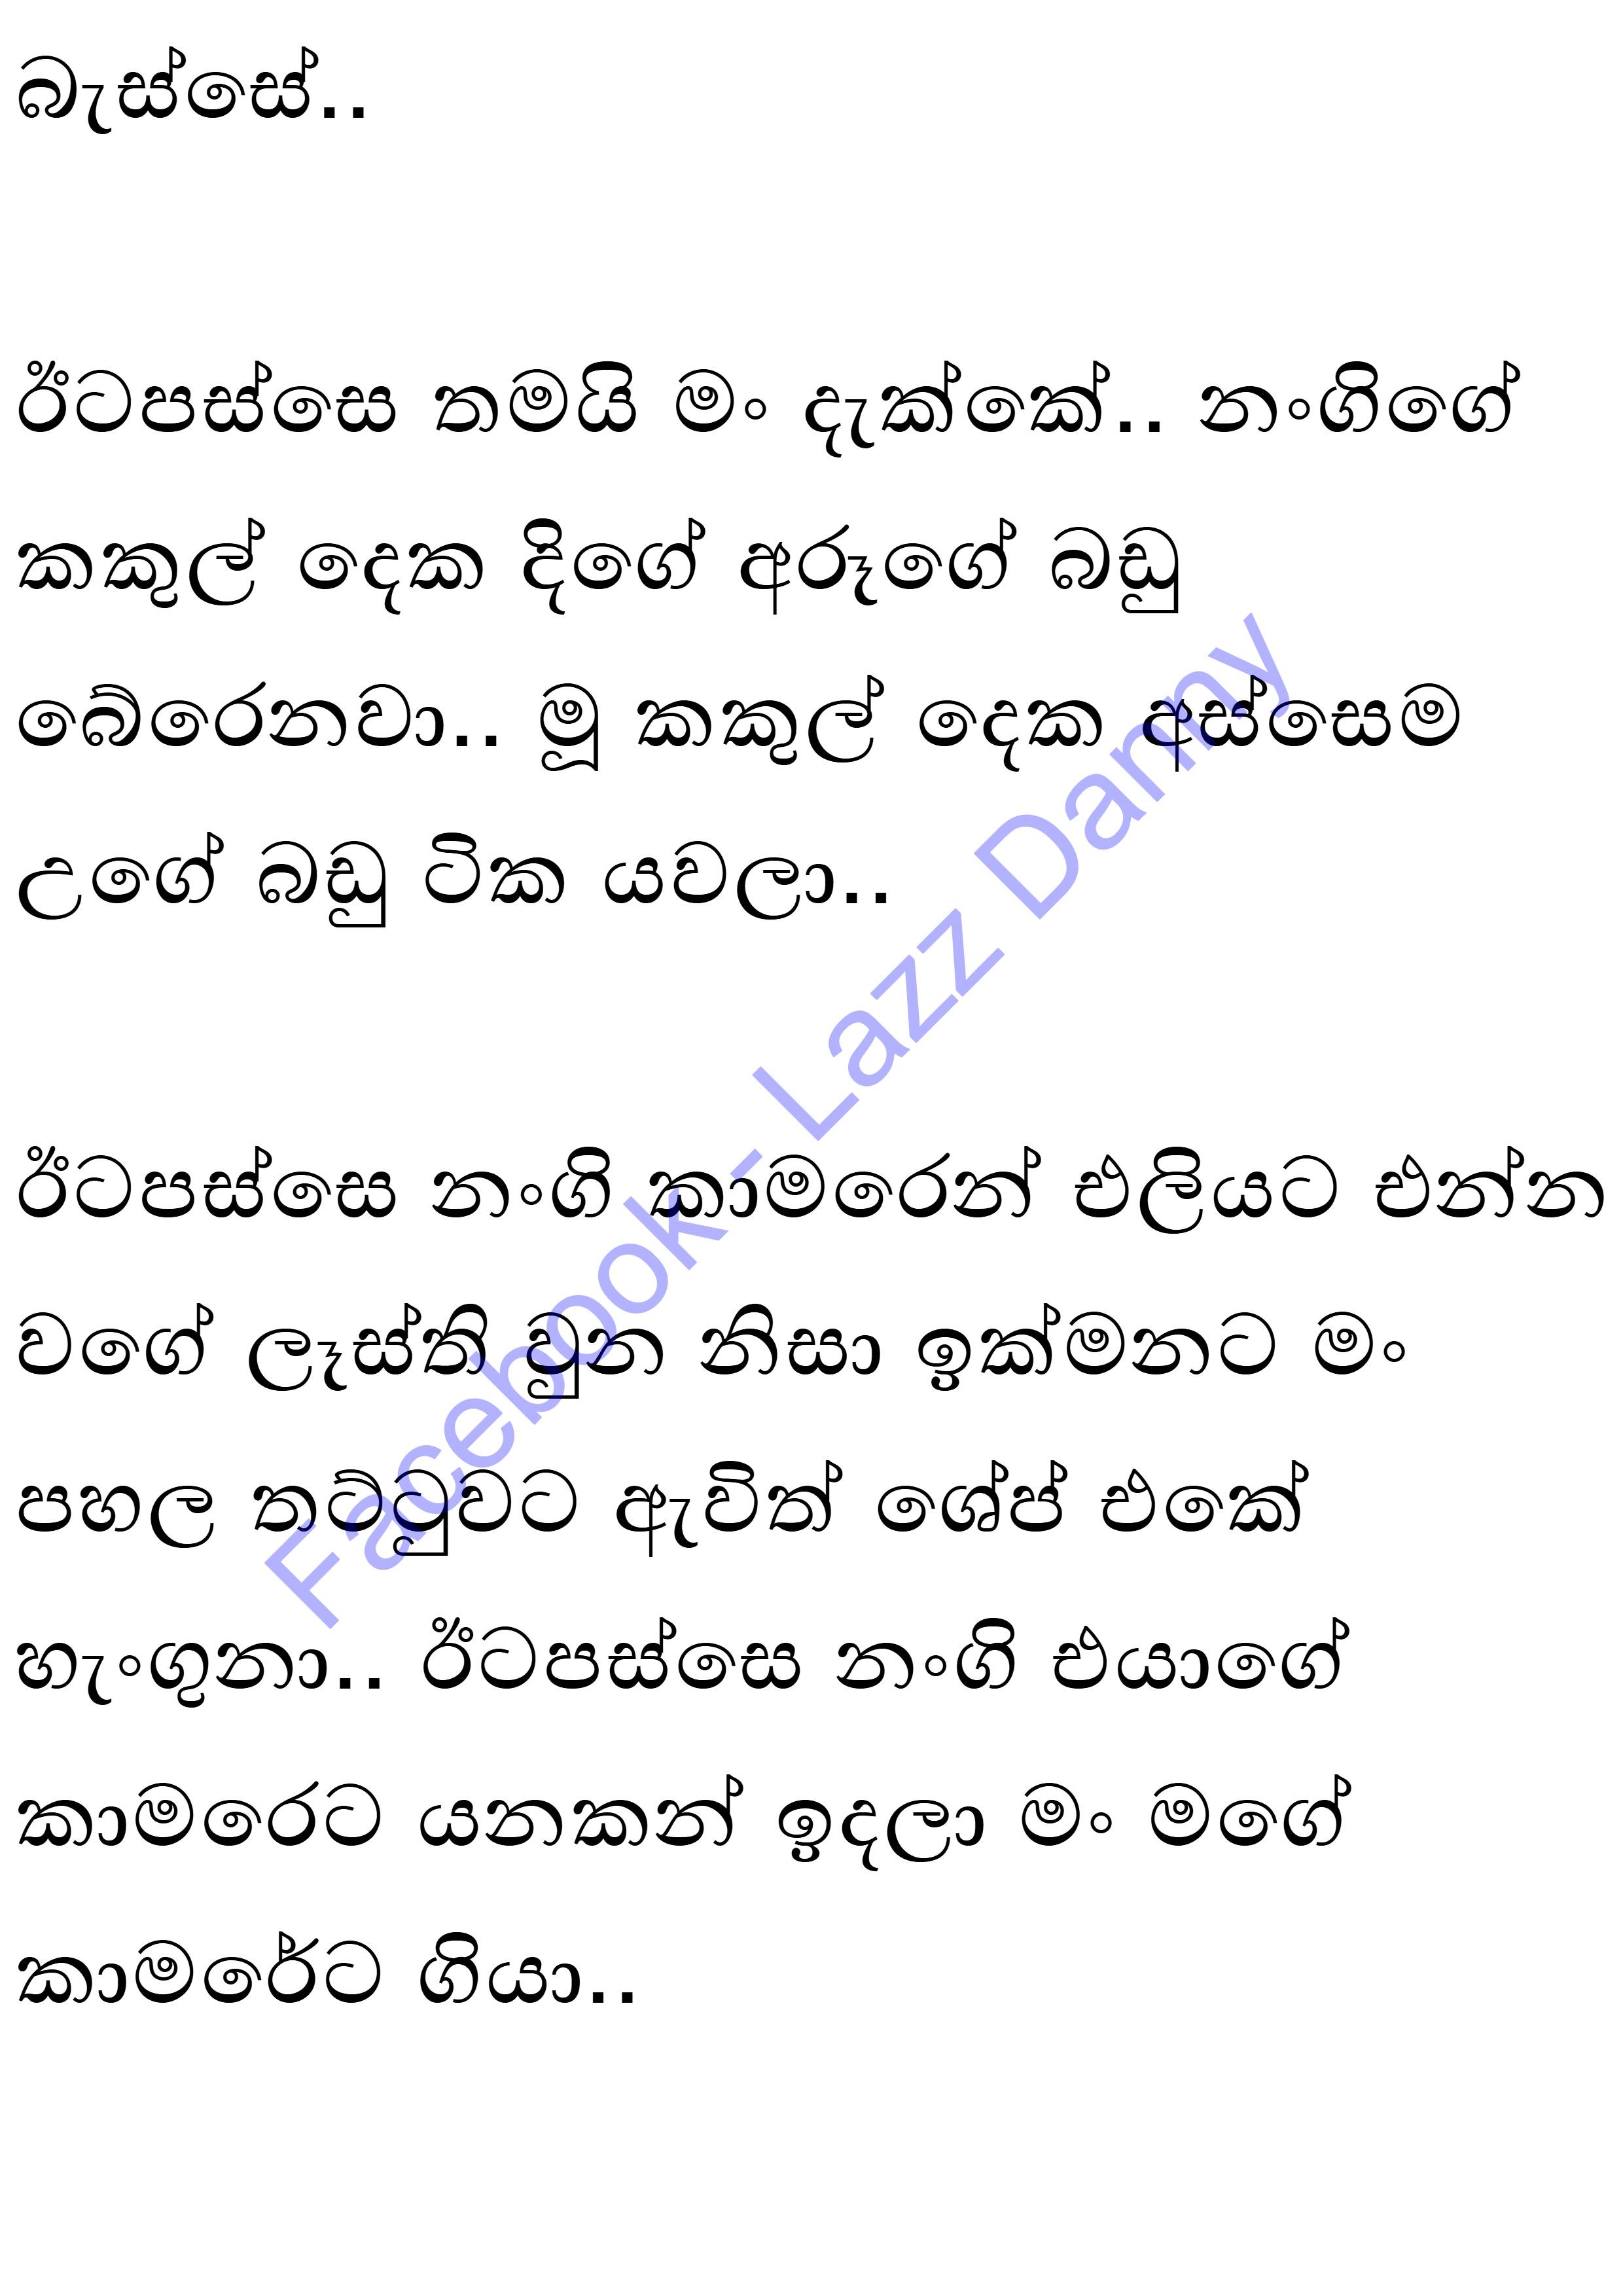 බැස්සේ..
ඊටපස්සෙ තමයි මං දැක්කේ.. නංගිගේ
කකුල් දෙක දිගේ අරූගේ බඩු
බේරෙනවා.. මූ කකුල් දෙක අස්සෙම
උගේ බඩු ටික යවලා..
ඊටපස්සෙ නංගි කාමරෙන් එලියට එන්න
වගේ ලෑස්ති වුන නිසා ඉක්මනට මං
පහල තට්ටුවට ඇවිත් ශේප් එකේ
හැංගුනා.. ඊටපස්සෙ නංගි එයාගේ
කාමරෙට යනකන් ඉදලා මං මගේ
කාමරේට ගියා..
Facebook- Lazz Danny